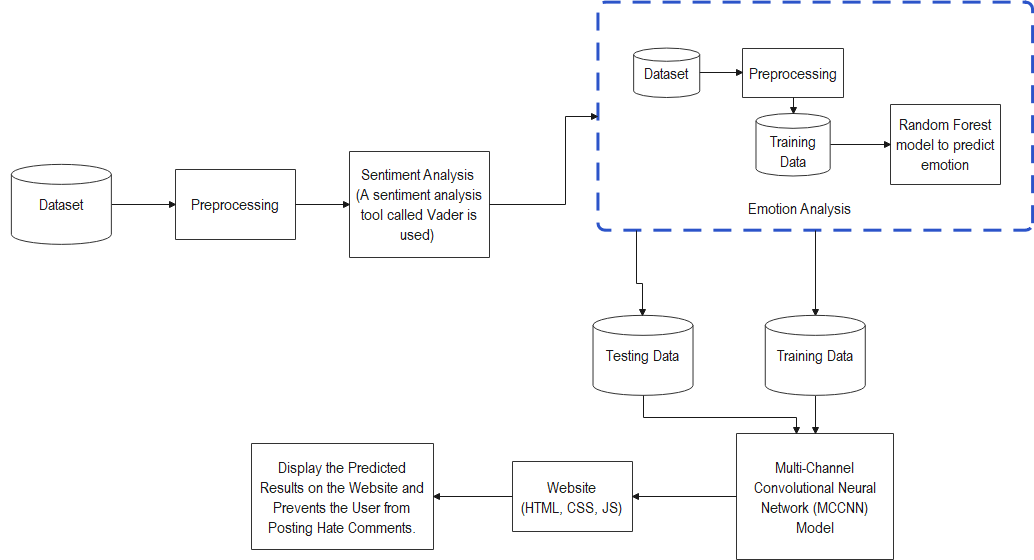 Dataset
Preprocessing
Sentiment Analysis
(A sentiment analysis
tool called Vader is
used)
Dataset
Preprocessing
Training
Data
Random Forest
model to predict
emotion
Emotion Analysis
Testing Data
Training Data
Multi-Channel
Convolutional Neural
Network (MCCNN)
Model
Website
(HTML, CSS, JS)
Display the Predicted
Results on the Website and
Prevents the User from
Posting Hate Comments.